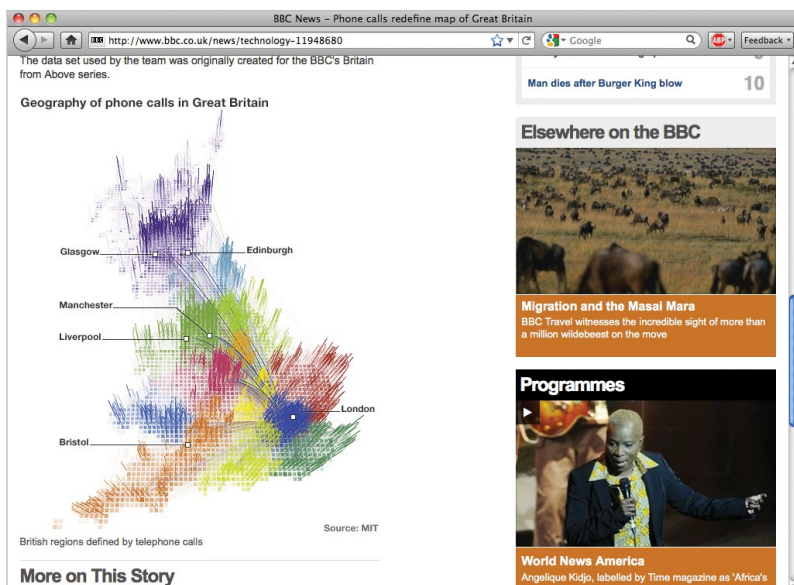 BBC News – Phone calls redefine map of Great Britain
http://www.bbc.co.uk/news/technology-11948680
Google
ABP
Feedback
The data set used by the team was originally created for the BBC's Britain
from Above series.
Geography of phone calls in Great Britain
Glasgow
Edinburgh
Manchester
Liverpool
London
Bristol
Source: MIT
British regions defined by telephone calls
More on This Story
Man dies after Burger King blow
10
Elsewhere on the BBC
Migration and the Masai Mara
BBC Travel witnesses the incredible sight of more than
a million wildebeest on the move
Programmes
World News America
Angelique Kidjo, labelled by Time magazine as 'Africa's